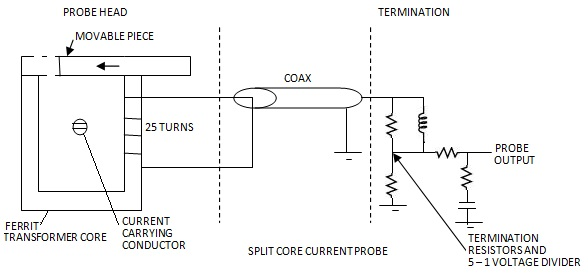 PROBE HEAD
TERMINATION
MOVABLE PIECE
COAX
25 TURNS
PROBE
OUTPUT
FERRIT
TRANSFORMER CORE
CURRENT
CARRYING
CONDUCTOR
SPLIT CORE CURRENT PROBE
TERMINATION
RESISTORS AND
5 – 1 VOLTAGE DIVIDER